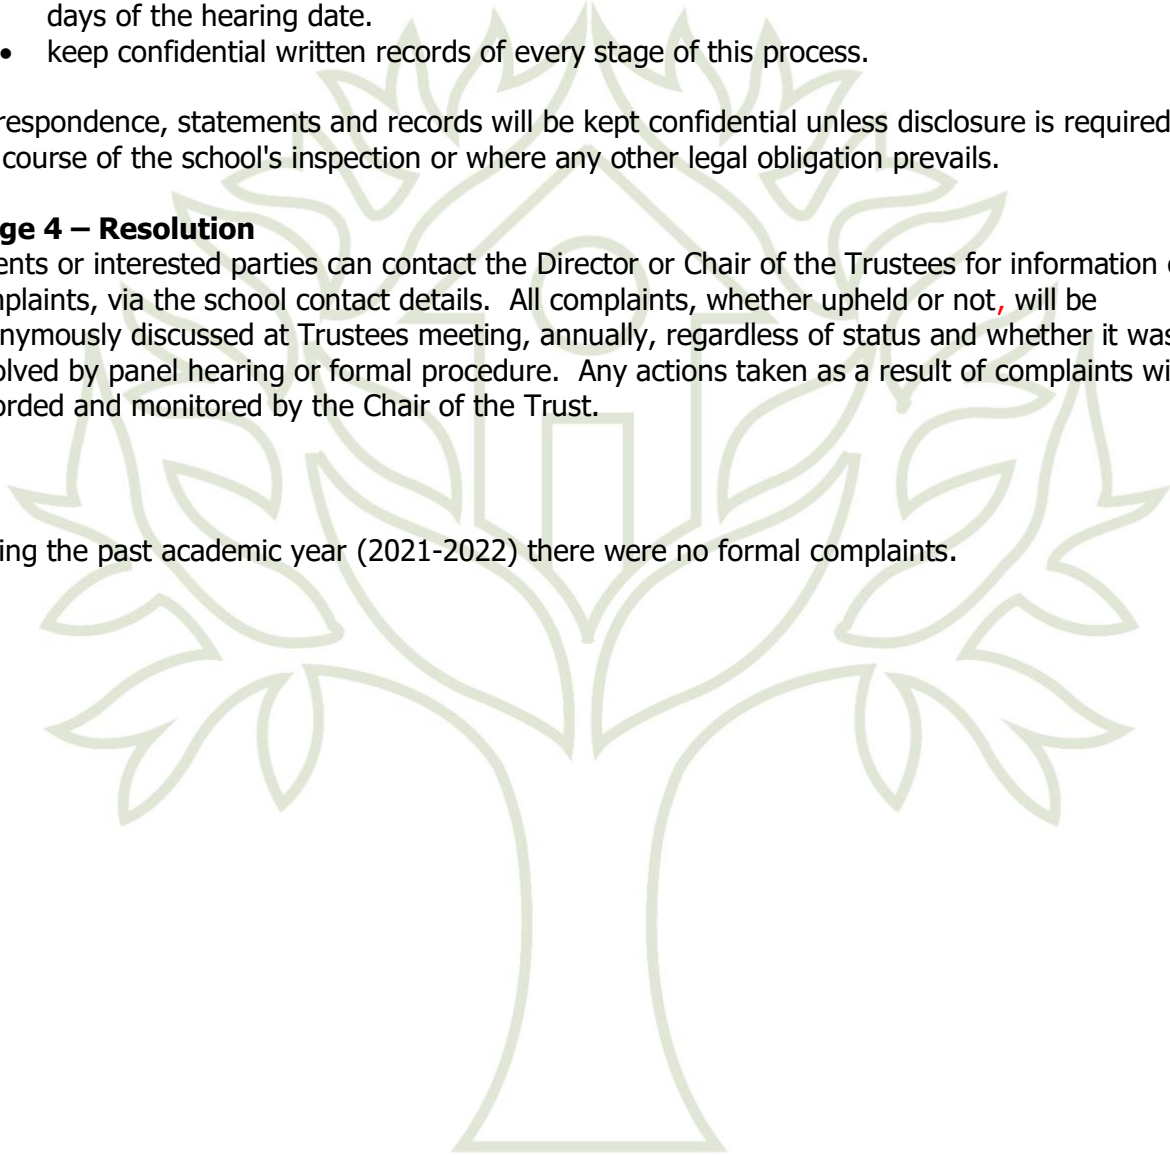 days of the hearing date.
• keep confidential written records of every stage of this process.
respondence, statements and records will be kept confidential unless disclosure is required
course of the school's inspection or where any other legal obligation prevails.
ge 4 – Resolution
ents or interested parties can contact the Director or Chair of the Trustees for information
plaints, via the school contact details.  All complaints, whether upheld or not, will be
nymously discussed at Trustees meeting, annually, regardless of status and whether it was
olved by panel hearing or formal procedure.  Any actions taken as a result of complaints wi
orded and monitored by the Chair of the Trust.
ing the past academic year (2021-2022) there were no formal complaints.